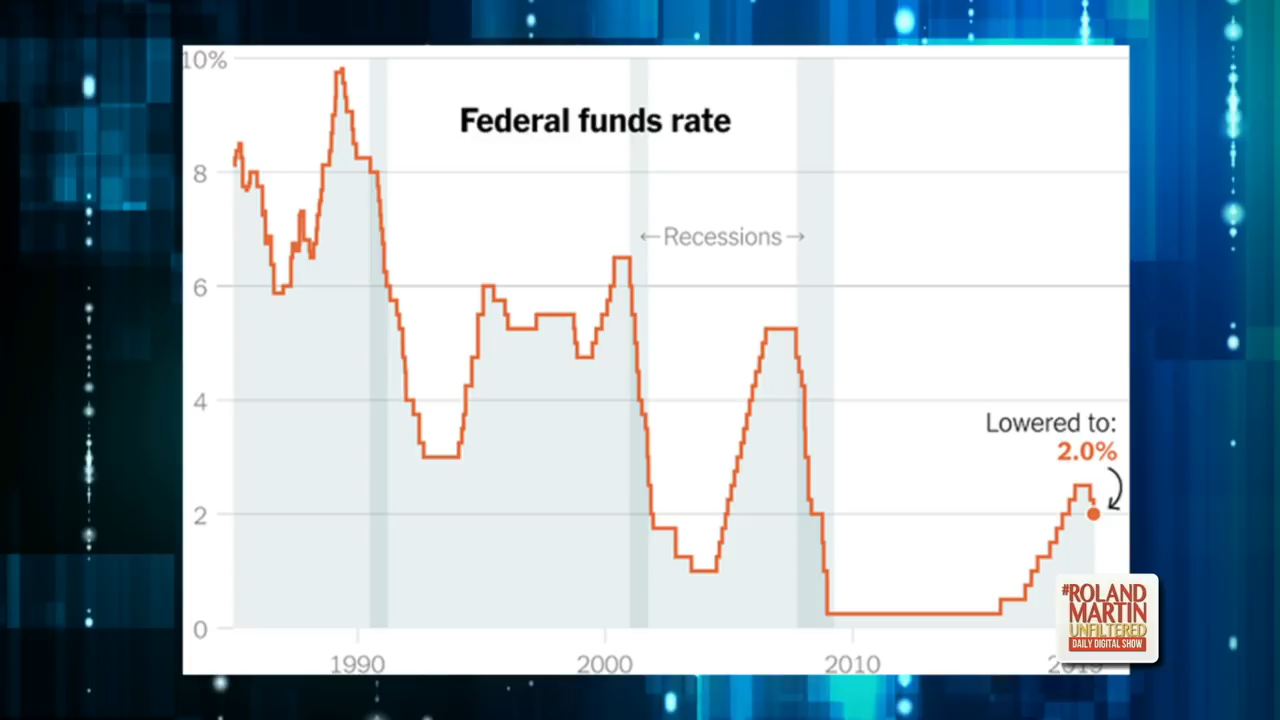 10%
Federal funds rate
8
←Recessions→
6
4
Lowered to:
2.0%
2
0
1990
2000
2010
#ROLAND
MARTIN
UNFILTERED
DAILY DIGITAL SHOW